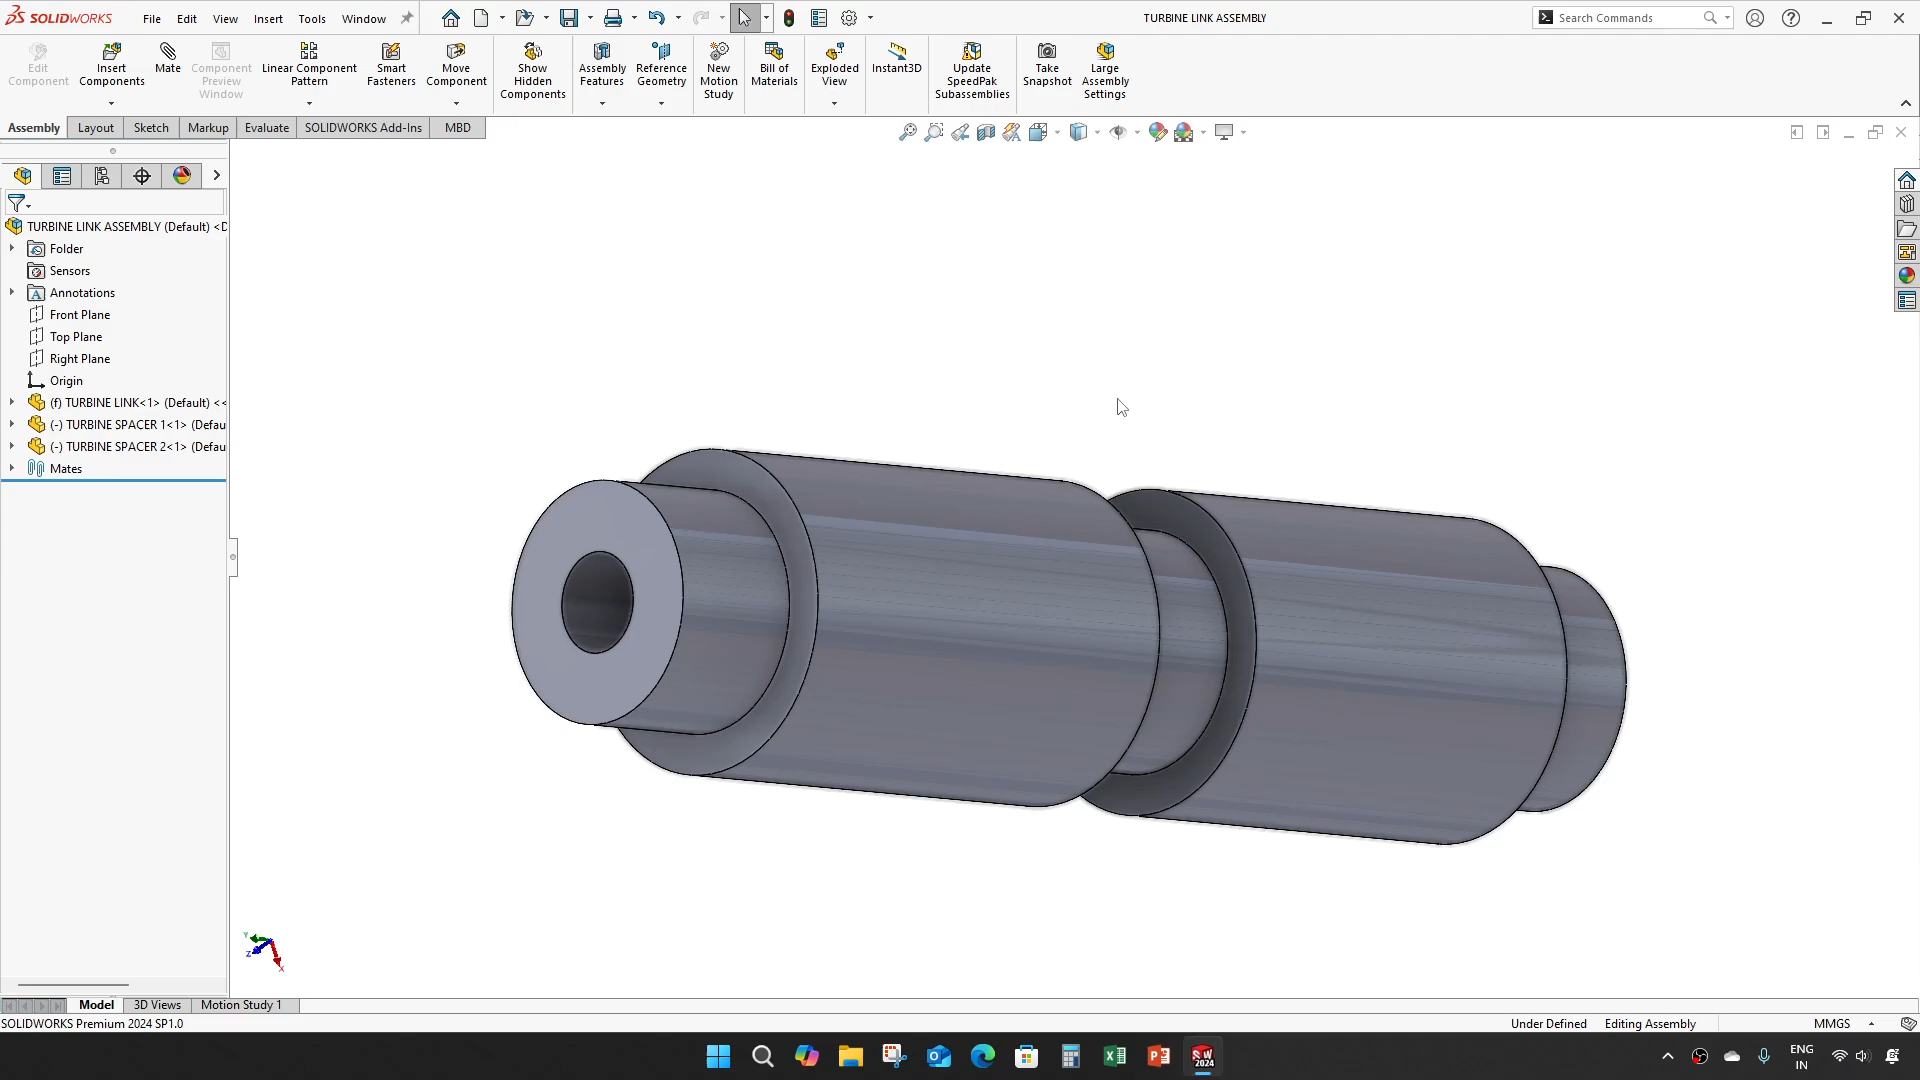 SOLIDWORKS File Edit View Insert Tools Window TURBINE LINK ASSEMBLY Search Commands
Edit Component
Insert Components
Mate
Component Preview Window
Linear Component Pattern
Smart Fasteners
Move Component
Show Hidden Components
Assembly Features
Reference Geometry
New Motion Study
Bill of Materials
Exploded View
Instant3D
Update SpeedPak Subassemblies
Take Snapshot
Large Assembly Settings
Assembly Layout Sketch Markup Evaluate SOLIDWORKS Add-Ins MBD
TURBINE LINK ASSEMBLY (Default) <D
Folder
Sensors
Annotations
Front Plane
Top Plane
Right Plane
Origin
(f) TURBINE LINK<1> (Default) <<
(-) TURBINE SPACER 1<1> (Defau
(-) TURBINE SPACER 2<1> (Defau
Mates
Y
Z
X
Model 3D Views Motion Study 1
SOLIDWORKS Premium 2024 SP1.0 Under Defined Editing Assembly MMGS
SW 2024
ENG
IN